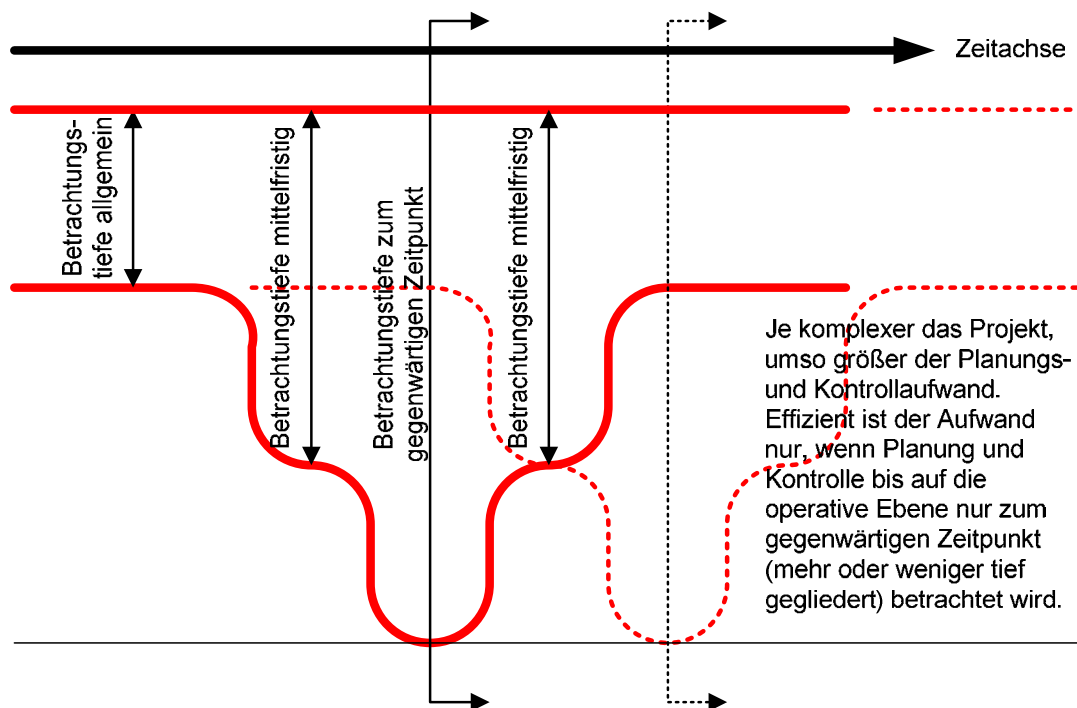 Zeitachse
Betrachtungs-
tiefe allgemein
Betrachtungstiefe mittelfristig
Betrachtungstiefe zum
gegenwärtigen Zeitpunkt
Betrachtungstiefe mittelfristig
Je komplexer das Projekt,
umso größer der Planungs-
und Kontrollaufwand.
Effizient ist der Aufwand
nur, wenn Planung und
Kontrolle bis auf die
operative Ebene nur zum
gegenwärtigen Zeitpunkt
(mehr oder weniger tief
gegliedert) betrachtet wird.